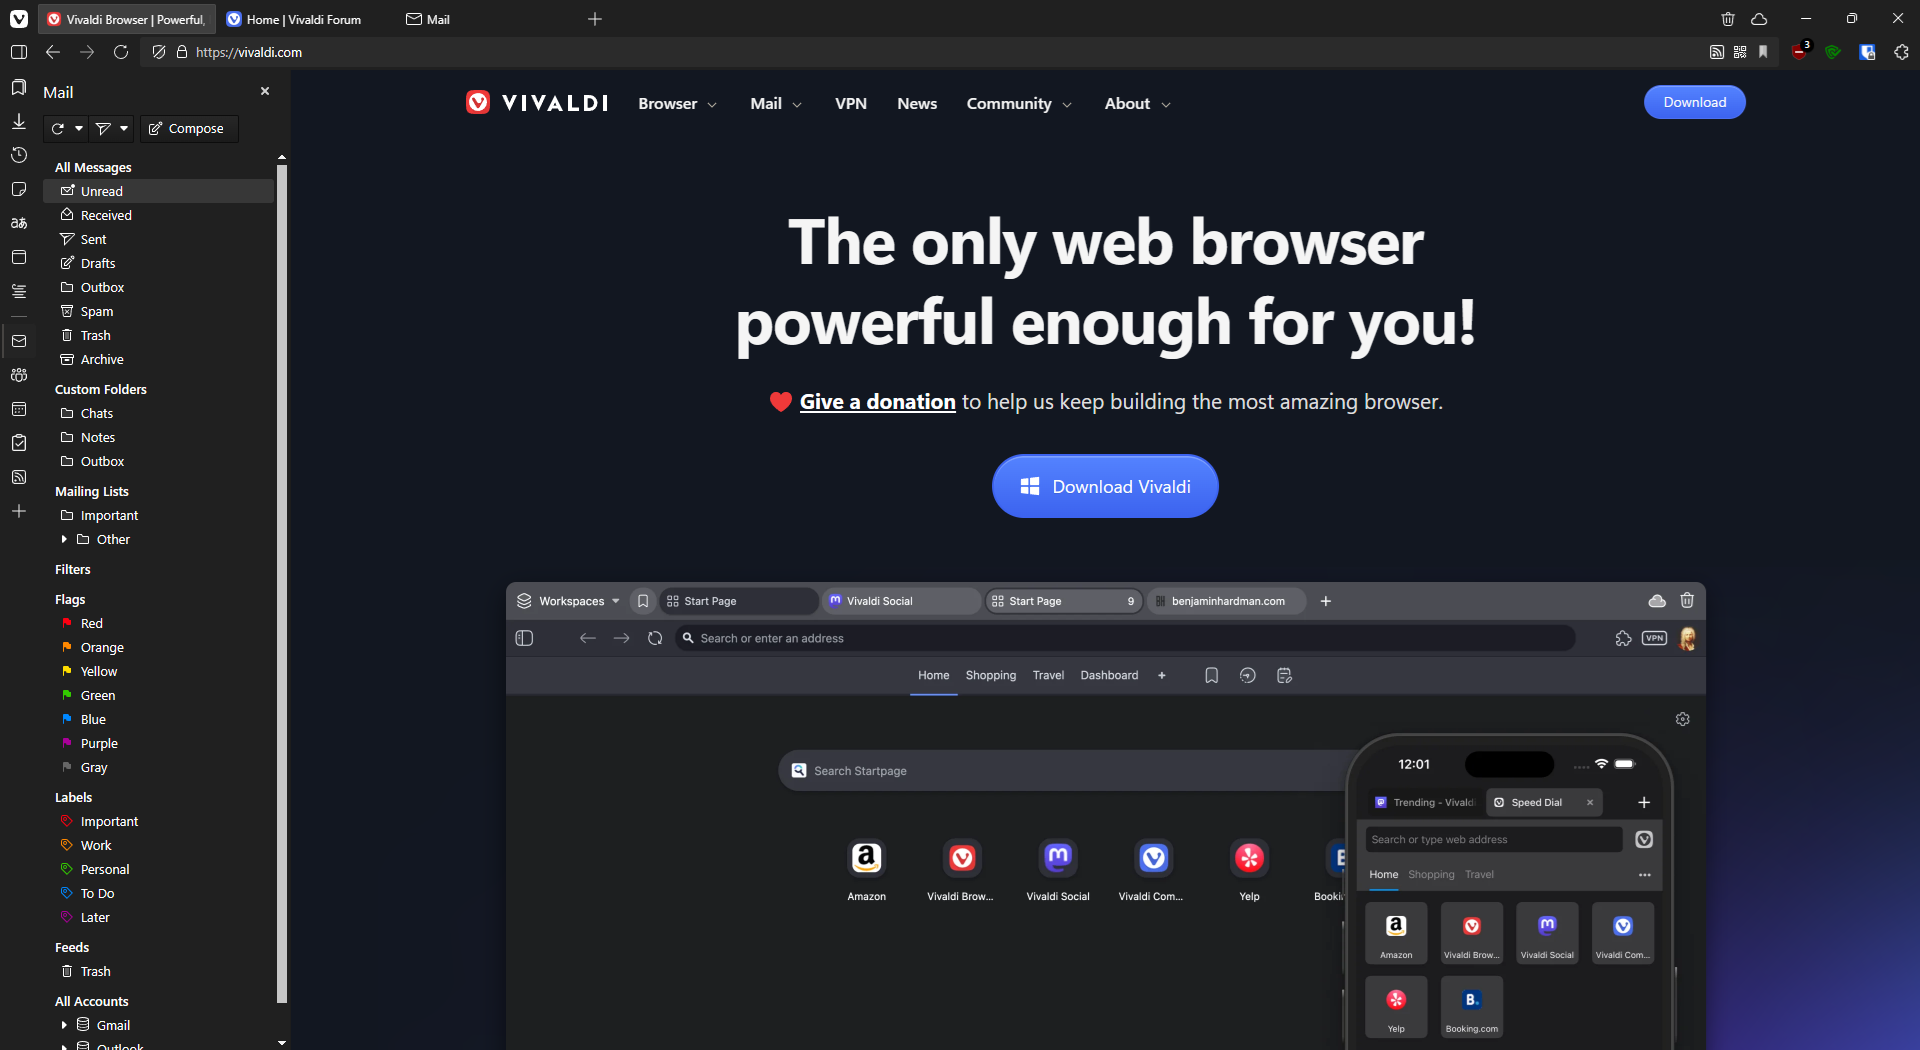 Vivaldi Browser | Powerful,
Home | Vivaldi Forum
Mail
https://vivaldi.com
3
Mail
Compose
All Messages
Unread
Received
Sent
Drafts
Outbox
Spam
Trash
Archive
Custom Folders
Chats
Notes
Outbox
Mailing Lists
Important
Other
Filters
Flags
Red
Orange
Yellow
Green
Blue
Purple
Gray
Labels
Important
Work
Personal
To Do
Later
Feeds
Trash
All Accounts
Gmail
Outlook
VIVALDI
Browser
Mail
VPN
News
Community
About
Download
The only web browser
powerful enough for you!
Give a donation to help us keep building the most amazing browser.
Download Vivaldi
Workspaces
Start Page
Vivaldi Social
Start Page 9
benjaminhardman.com
Search or enter an address
VPN
Home Shopping Travel Dashboard
Search Startpage
Amazon
Vivaldi Brow...
Vivaldi Social
Vivaldi Com...
Yelp
12:01
Trending - Vivald
Speed Dial
Search or type web address
Home Shopping Travel
Amazon
Vivaldi Brow...
Vivaldi Social
Vivaldi Com...
Yelp
B.
Booking.com